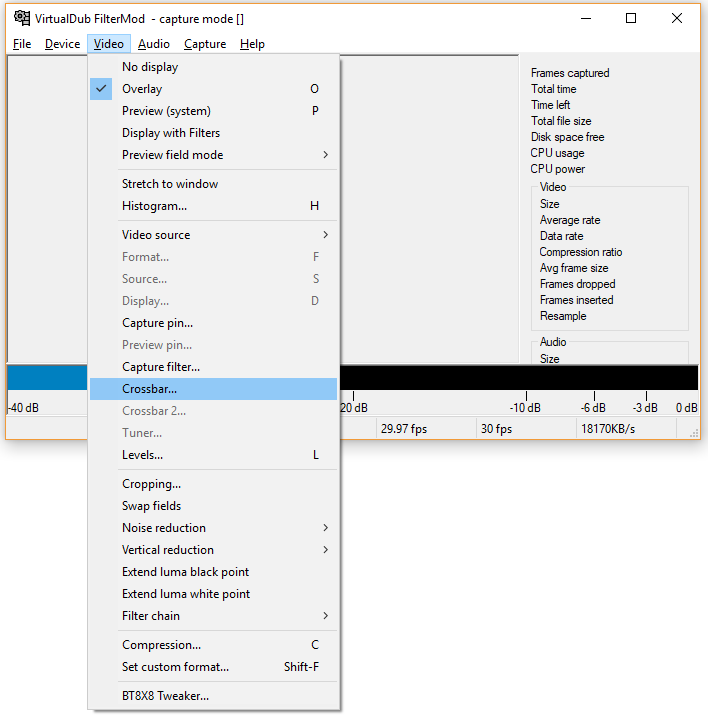 VirtualDub FilterMod - capture mode []
File Device Video Audio Capture Help
No display
Overlay O
Preview (system) P
Display with Filters
Preview field mode
Stretch to window
Histogram... H
Video source
Format... F
Source... S
Display... D
Capture pin...
Preview pin...
Capture filter...
Crossbar...
Crossbar 2...
Tuner...
Levels... L
Cropping...
Swap fields
Noise reduction
Vertical reduction
Extend luma black point
Extend luma white point
Filter chain
Compression... C
Set custom format... Shift-F
BT8X8 Tweaker...
Frames captured
Total time
Time left
Total file size
Disk space free
CPU usage
CPU power
Video
Size
Average rate
Data rate
Compression ratio
Avg frame size
Frames dropped
Frames inserted
Resample
Audio
Size
-40 dB 20 dB -10 dB -6 dB -3 dB 0 dB
29.97 fps 30 fps 18170KB/s